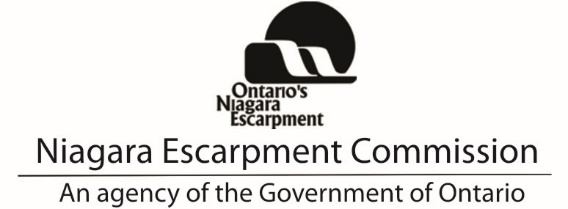 Ontario's
Niagara
Escarpment
Niagara Escarpment Commission
An agency of the Government of Ontario